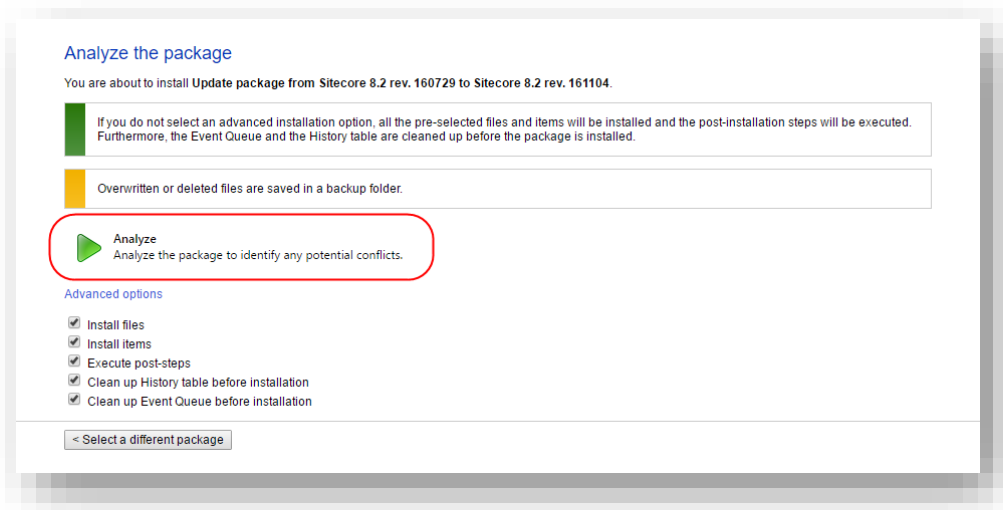 Analyze the package
You are about to install Update package from Sitecore 8.2 rev. 160729 to Sitecore 8.2 rev. 161104.
If you do not select an advanced installation option, all the pre-selected files and items will be installed and the post-installation steps will be executed.
Furthermore, the Event Queue and the History table are cleaned up before the package is installed.
Overwritten or deleted files are saved in a backup folder.
Analyze
Analyze the package to identify any potential conflicts.
Advanced options
Install files
Install items
Execute post-steps
Clean up History table before installation
Clean up Event Queue before installation
< Select a different package